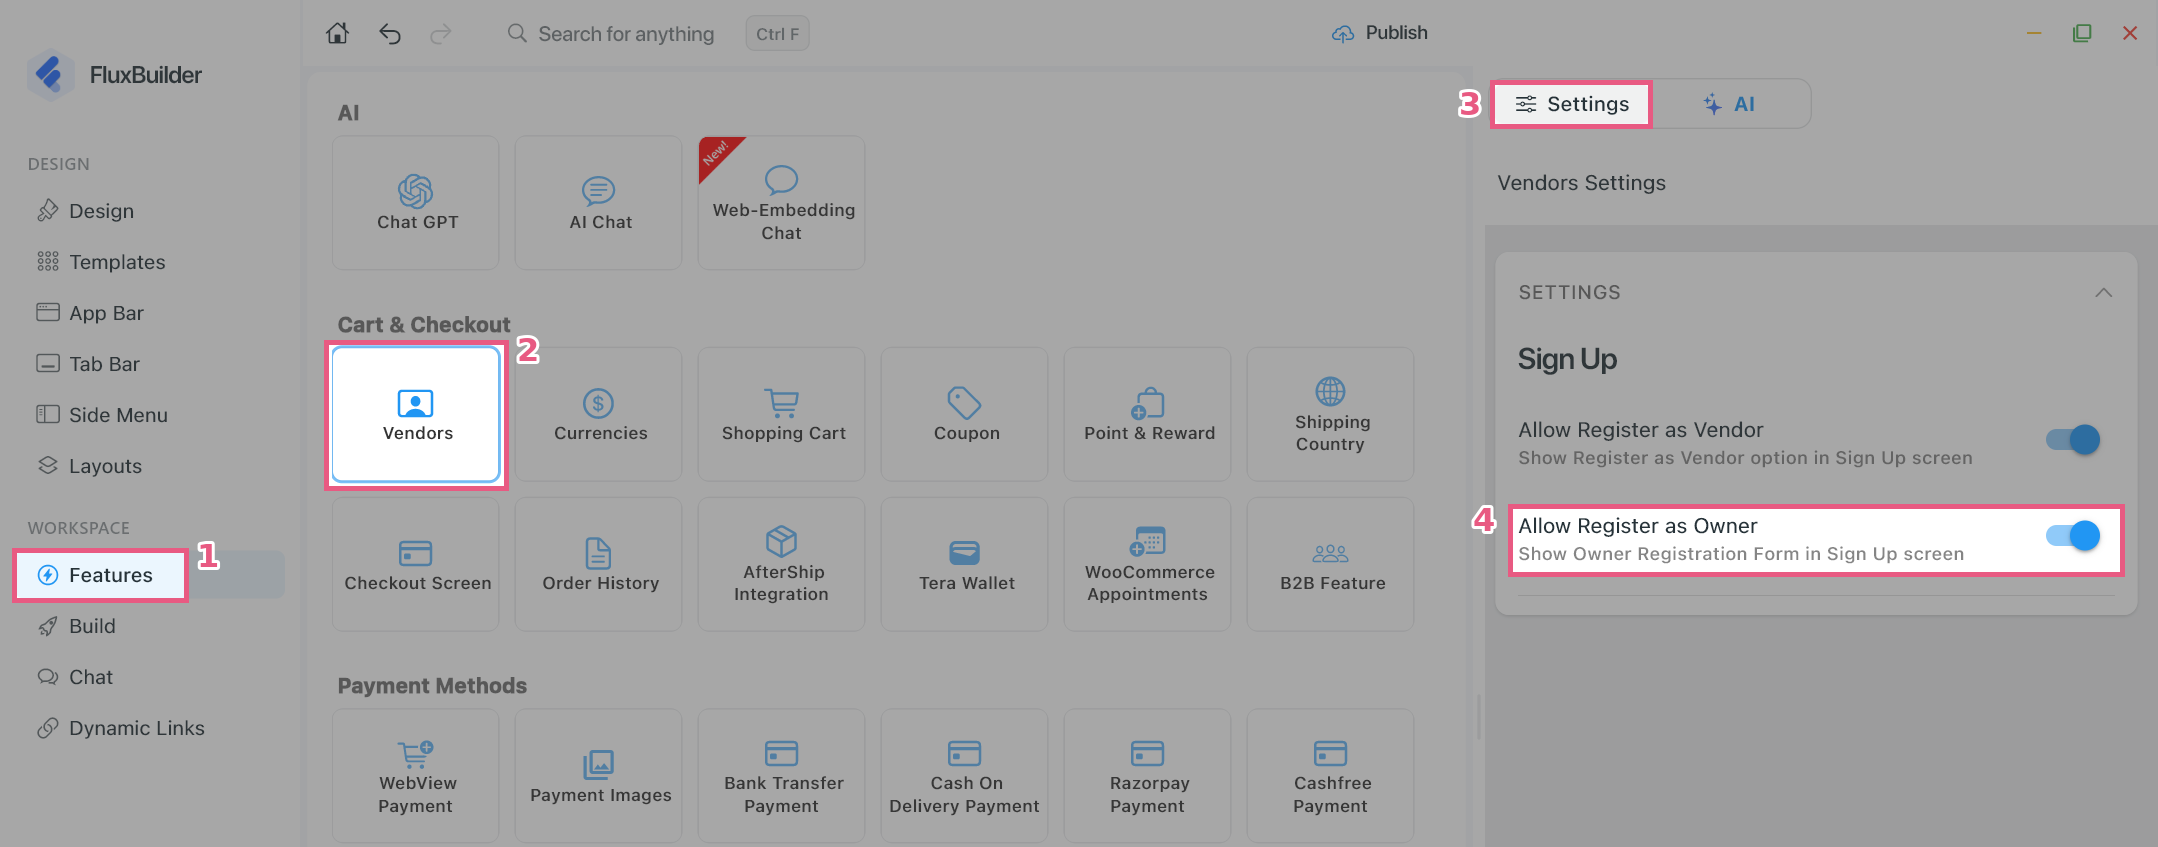 Search for anything
Ctrl F
Publish
FluxBuilder
DESIGN
Design
Templates
App Bar
Tab Bar
Side Menu
Layouts
WORKSPACE
Features
1
Build
Chat
Dynamic Links
AI
Chat GPT
AI Chat
New!
Web-Embedding
Chat
Cart & Checkout
2
Vendors
Currencies
Shopping Cart
Coupon
Point & Reward
Shipping
Country
Checkout Screen
Order History
AfterShip
Integration
Tera Wallet
WooCommerce
Appointments
B2B Feature
Payment Methods
WebView
Payment
Payment Images
Bank Transfer
Payment
Cash On
Delivery Payment
Razorpay
Payment
Cashfree
Payment
3
Settings
AI
Vendors Settings
SETTINGS
Sign Up
Allow Register as Vendor
Show Register as Vendor option in Sign Up screen
4
Allow Register as Owner
Show Owner Registration Form in Sign Up screen